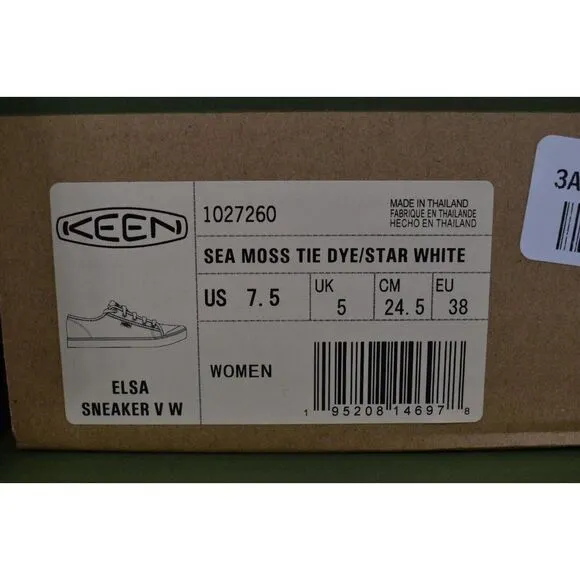 KEEN
1027260
MADE IN THAILAND
FABRIQUE EN THAILANDE
HECHO EN THAILAND
SEA MOSS TIE DYE/STAR WHITE
US 7.5
UK 5
CM 24.5
EU 38
ELSA
SNEAKER V W
WOMEN
1 95208 14697 8
3A